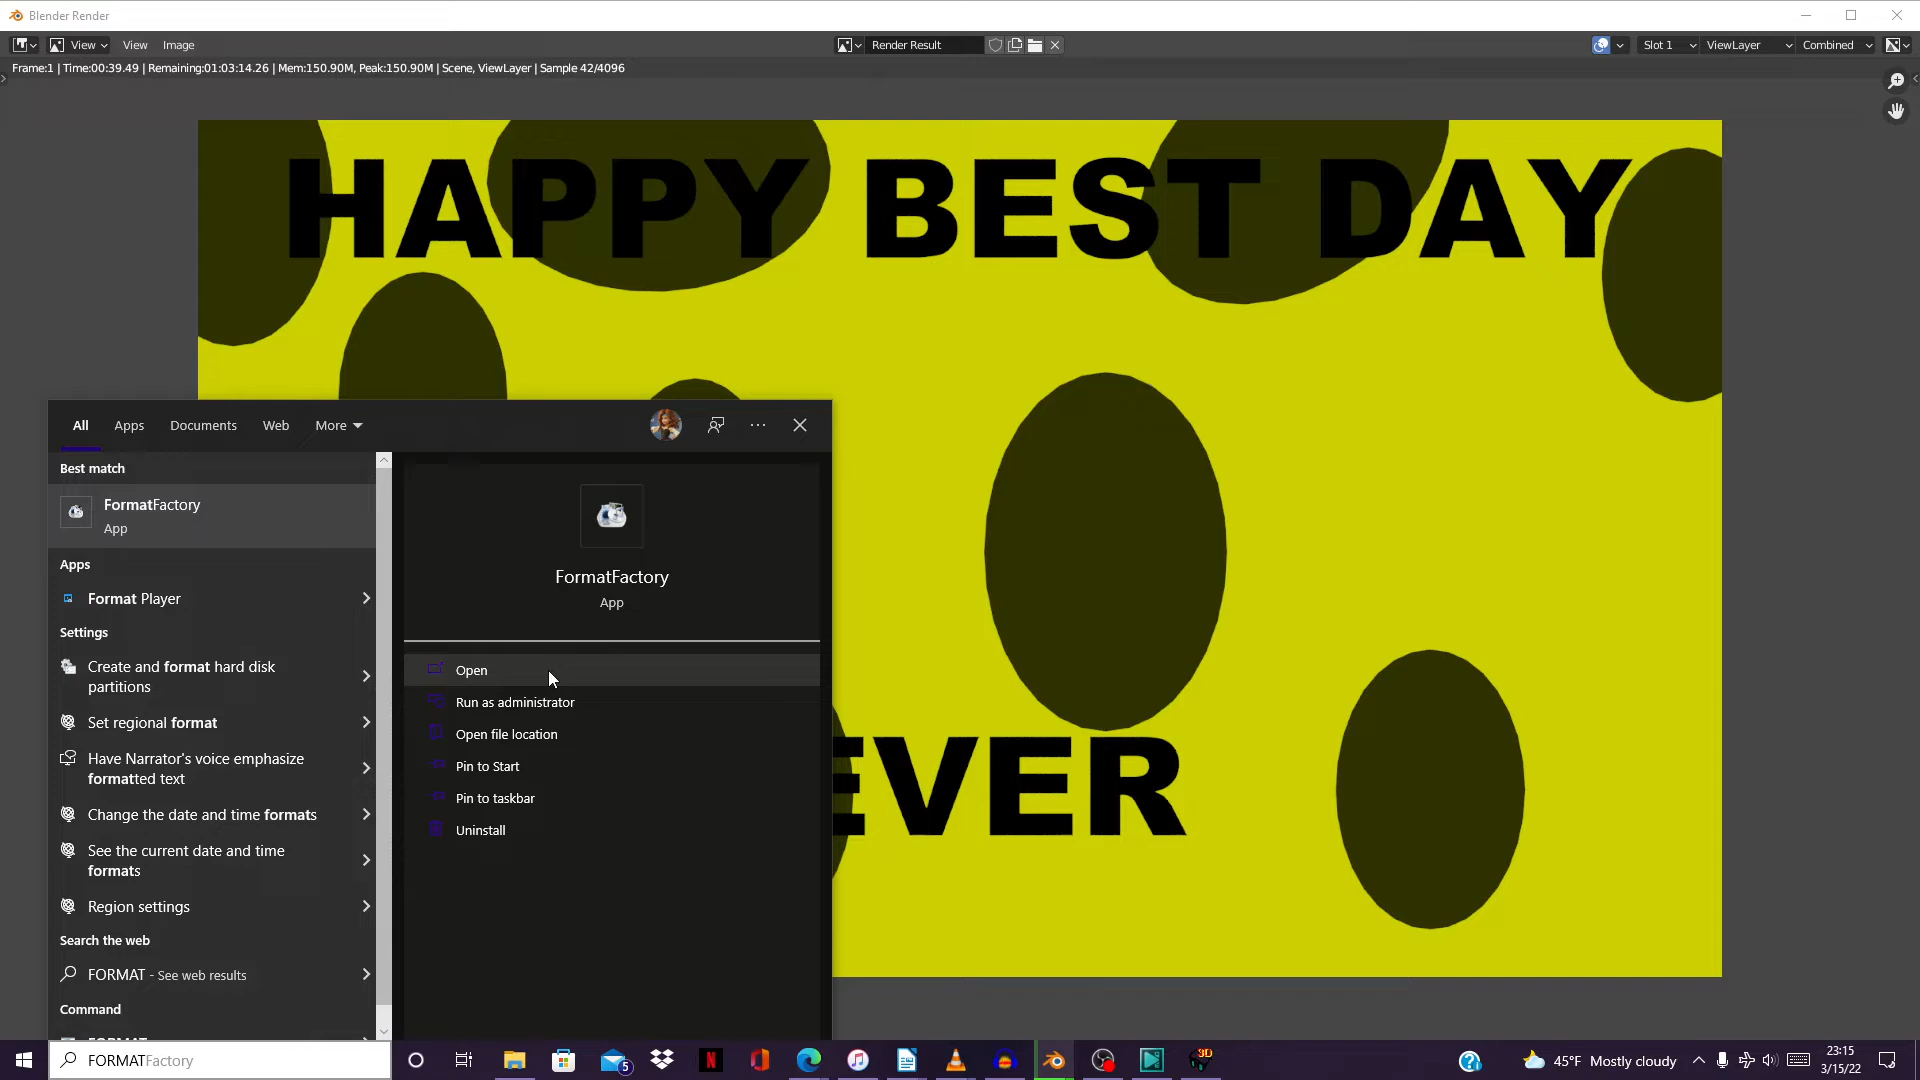 Blender Render
View
View
Image
Render Result
Slot 1
ViewLayer
Combined
Frame:1 | Time:00:39.49 | Remaining:01:03:14.26 | Mem:150.90M, Peak:150.90M | Scene, ViewLayer | Sample 42/4096
HAPPY BEST DAY
EVER
All
Apps
Documents
Web
More
Best match
FormatFactory
App
Apps
Format Player
Settings
Create and format hard disk
partitions
Set regional format
Have Narrator's voice emphasize
formatted text
Change the date and time formats
See the current date and time
formats
Region settings
Search the web
FORMAT - See web results
Command
FormatFactory
App
Open
Run as administrator
Open file location
Pin to Start
Pin to taskbar
Uninstall
FORMATFactory
5
N
3D
45°F Mostly cloudy
23:15
3/15/22